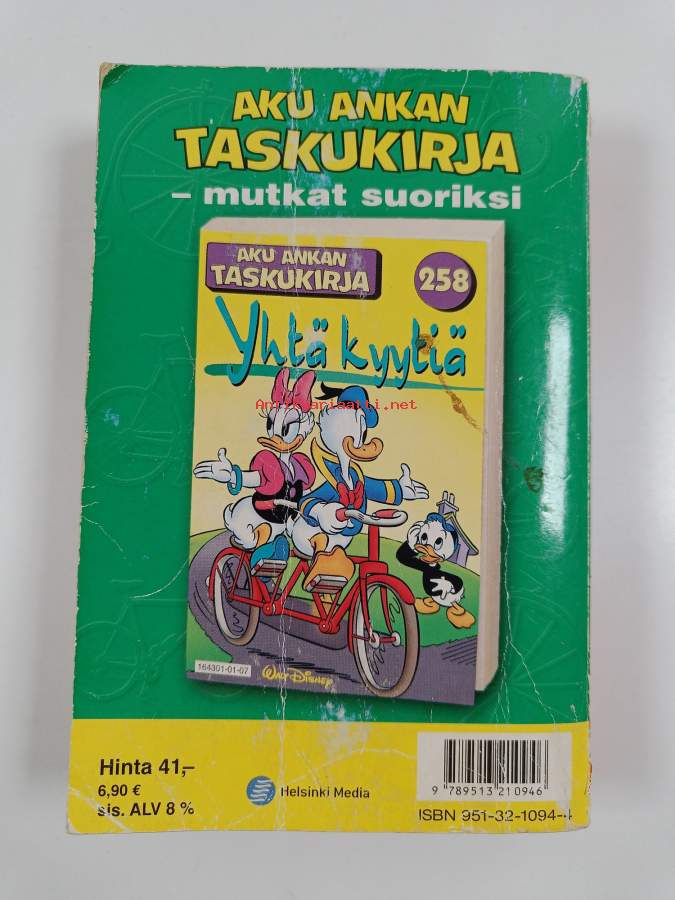 AKU ANKAN
TASKUKIRJA
– mutkat suoriksi
AKU ANKAN
TASKUKIRJA
258
Yhtä kyytiä
Antikvariaatti.net
164301-01-07
WALT DISNEY
Hinta 41,–
6,90 €
sis. ALV 8 %
Helsinki Media
9 789513 210946
ISBN 951-32-1094-4